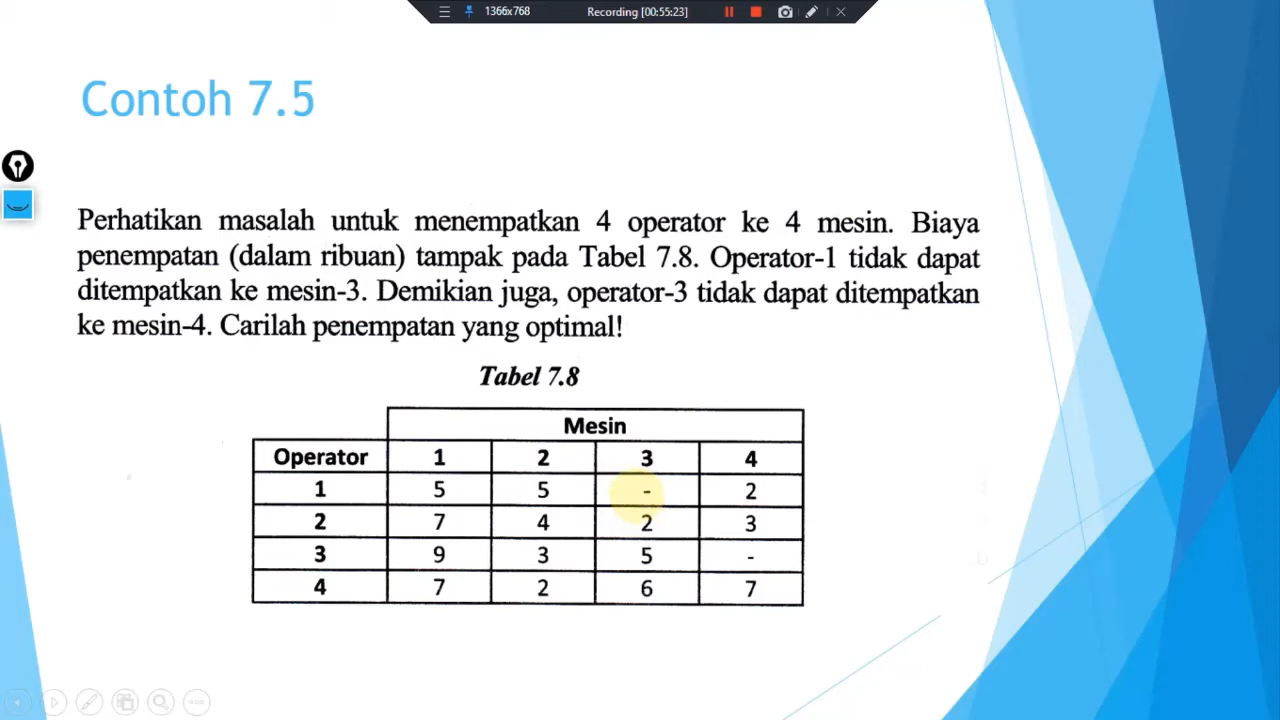 1366x768 Recording [00:55:23]
Contoh 7.5
Perhatikan masalah untuk menempatkan 4 operator ke 4 mesin. Biaya
penempatan (dalam ribuan) tampak pada Tabel 7.8. Operator-1 tidak dapat
ditempatkan ke mesin-3. Demikian juga, operator-3 tidak dapat ditempatkan
ke mesin-4. Carilah penempatan yang optimal!
Tabel 7.8
Mesin
Operator 1 2 3 4
1 5 5 - 2
2 7 4 2 3
3 9 3 5 -
4 7 2 6 7